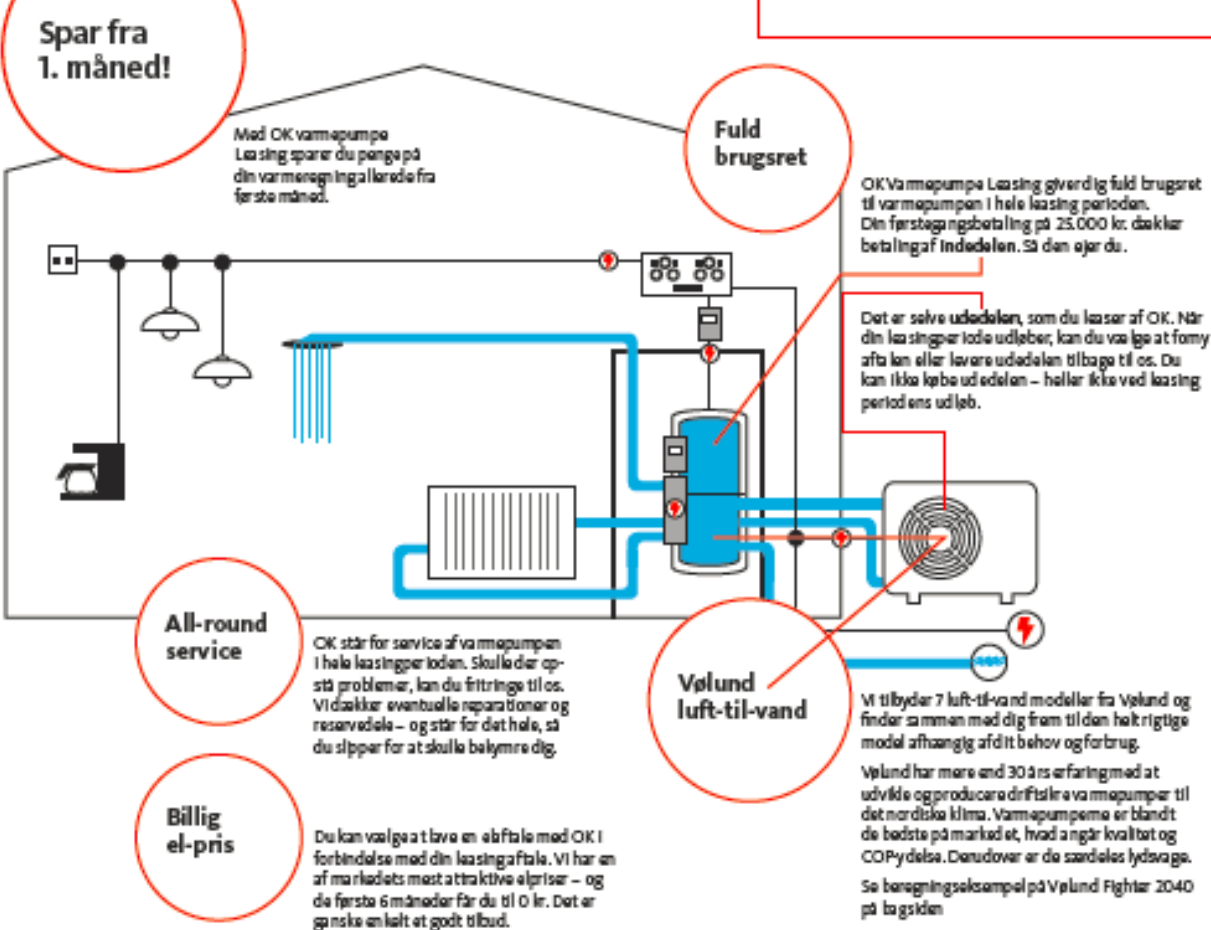 Spar fra
1. måned!
Med OK varmepumpe
Leasing sparer du penge på
din varmeregning allerede fra
første måned.
Fuld
brugsret
OK Varmepumpe Leasing giver dig fuld brugsret
til varmepumpen i hele leasing perioden.
Din førstegangsbetaling på 25.000 kr. dækker
betaling af indedelen. Så den ejer du.
Det er selve udedelen, som du leaser af OK. Når
din leasingperiode udløber, kan du vælge at forny
aftalen eller levere udedelen tilbage til os. Du
kan ikke købe udedelen – heller ikke ved leasing
periodens udløb.
All-round
service
OK står for service af varmepumpen
i hele leasingperioden. Skulle der op-
stå problemer, kan du frit ringe til os.
Vi dækker eventuelle reparationer og
reservedele – og står for det hele, så
du slipper for at skulle bekymre dig.
Vølund
luft-til-vand
Vi tilbyder 7 luft-til-vand modeller fra Vølund og
finder sammen med dig frem til den helt rigtige
model afhængig af dit behov og forbrug.
Vølund har mere end 30 års erfaring med at
udvikle og producere driftsikre varmepumper til
det nordiske klima. Varmepumperne er blandt
de bedste på markedet, hvad angår kvalitet og
COPydelse. Derudover er de særdeles lydsvage.
Se beregningseksempel på Vølund Fighter 2040
på bagsiden
Billig
el-pris
Du kan vælge at lave en elaftale med OK i
forbindelse med din leasingaftale. Vi har en
af markedets mest attraktive elpriser – og
de første 6 måneder får du til 0 kr. Det er
ganske enkelt et godt tilbud.